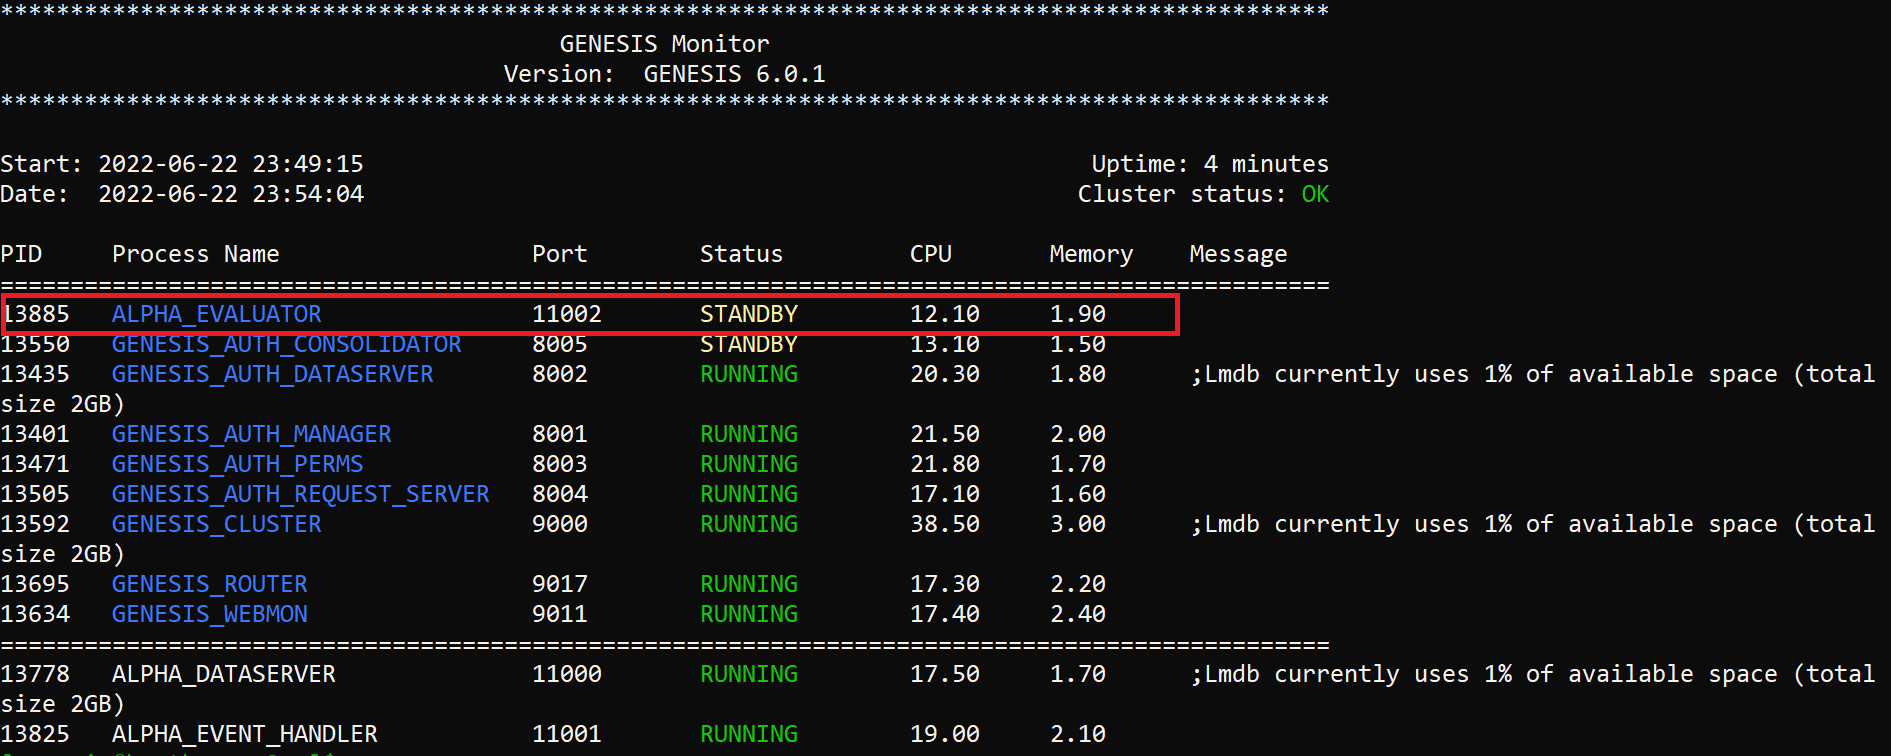 ***********************************************************************************************
GENESIS Monitor
Version:  GENESIS 6.0.1
***********************************************************************************************
Start: 2022-06-22 23:49:15 Uptime: 4 minutes
Date:  2022-06-22 23:54:04 Cluster status: OK
PID Process Name Port Status CPU Memory Message
===============================================================================================
13885 ALPHA_EVALUATOR 11002 STANDBY 12.10 1.90
13550 GENESIS_AUTH_CONSOLIDATOR 8005 STANDBY 13.10 1.50
13435 GENESIS_AUTH_DATASERVER 8002 RUNNING 20.30 1.80 ;Lmdb currently uses 1% of available space (total
size 2GB)
13401 GENESIS_AUTH_MANAGER 8001 RUNNING 21.50 2.00
13471 GENESIS_AUTH_PERMS 8003 RUNNING 21.80 1.70
13505 GENESIS_AUTH_REQUEST_SERVER 8004 RUNNING 17.10 1.60
13592 GENESIS_CLUSTER 9000 RUNNING 38.50 3.00 ;Lmdb currently uses 1% of available space (total
size 2GB)
13695 GENESIS_ROUTER 9017 RUNNING 17.30 2.20
13634 GENESIS_WEBMON 9011 RUNNING 17.40 2.40
===============================================================================================
13778 ALPHA_DATASERVER 11000 RUNNING 17.50 1.70 ;Lmdb currently uses 1% of available space (total
size 2GB)
13825 ALPHA_EVENT_HANDLER 11001 RUNNING 19.00 2.10